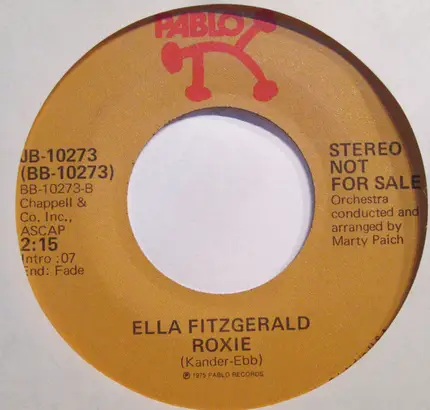 PABLO
JB-10273
(BB-10273)
BB-10273-B
Chappell &
Co, Inc.,
ASCAP
2:15
Intro :07
End: Fade
STEREO
NOT
FOR SALE
Orchestra
conducted and
arranged by
Marty Paich
ELLA FITZGERALD
ROXIE
(Kander-Ebb)
℗ 1975 PABLO RECORDS